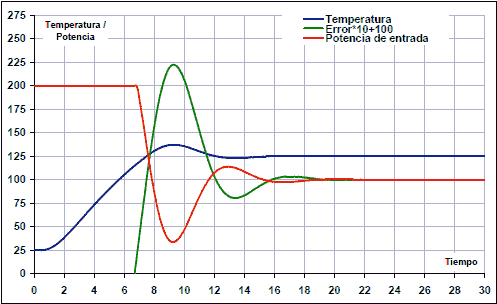 275
250
225
200
175
150
125
100
75
50
25
0
Temperatura /
Potencia
Temperatura
Error*10+100
Potencia de entrada
Tiempo
0 2 4 6 8 10 12 14 16 18 20 22 24 26 28 30